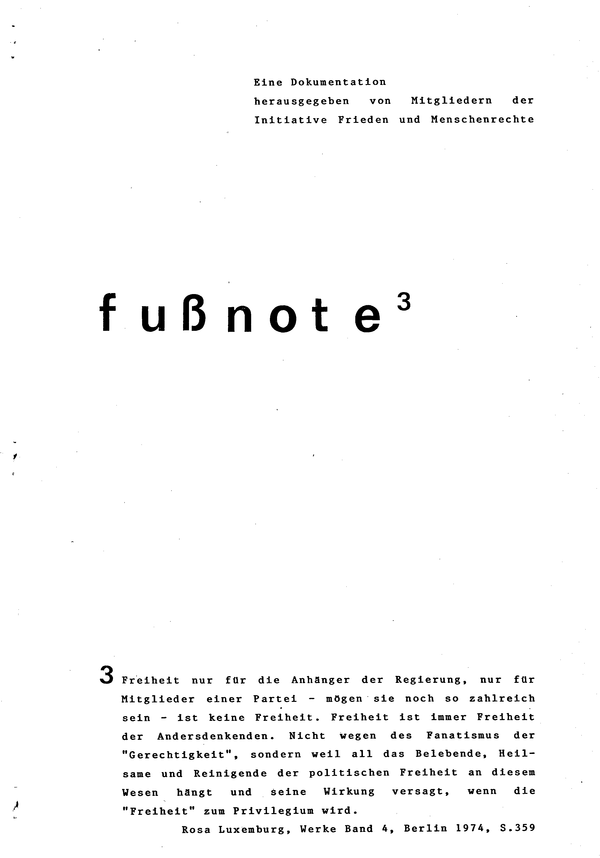 Eine Dokumentation
herausgegeben von Mitgliedern der
Initiative Frieden und Menschenrechte
fußnote³
3 Freiheit nur für die Anhänger der Regierung, nur für
Mitglieder einer Partei – mögen sie noch so zahlreich
sein – ist keine Freiheit. Freiheit ist immer Freiheit
der Andersdenkenden. Nicht wegen des Fanatismus der
"Gerechtigkeit", sondern weil all das Belebende, Heil-
same und Reinigende der politischen Freiheit an diesem
Wesen hängt und seine Wirkung versagt, wenn die
"Freiheit" zum Privilegium wird.
Rosa Luxemburg, Werke Band 4, Berlin 1974, S.359